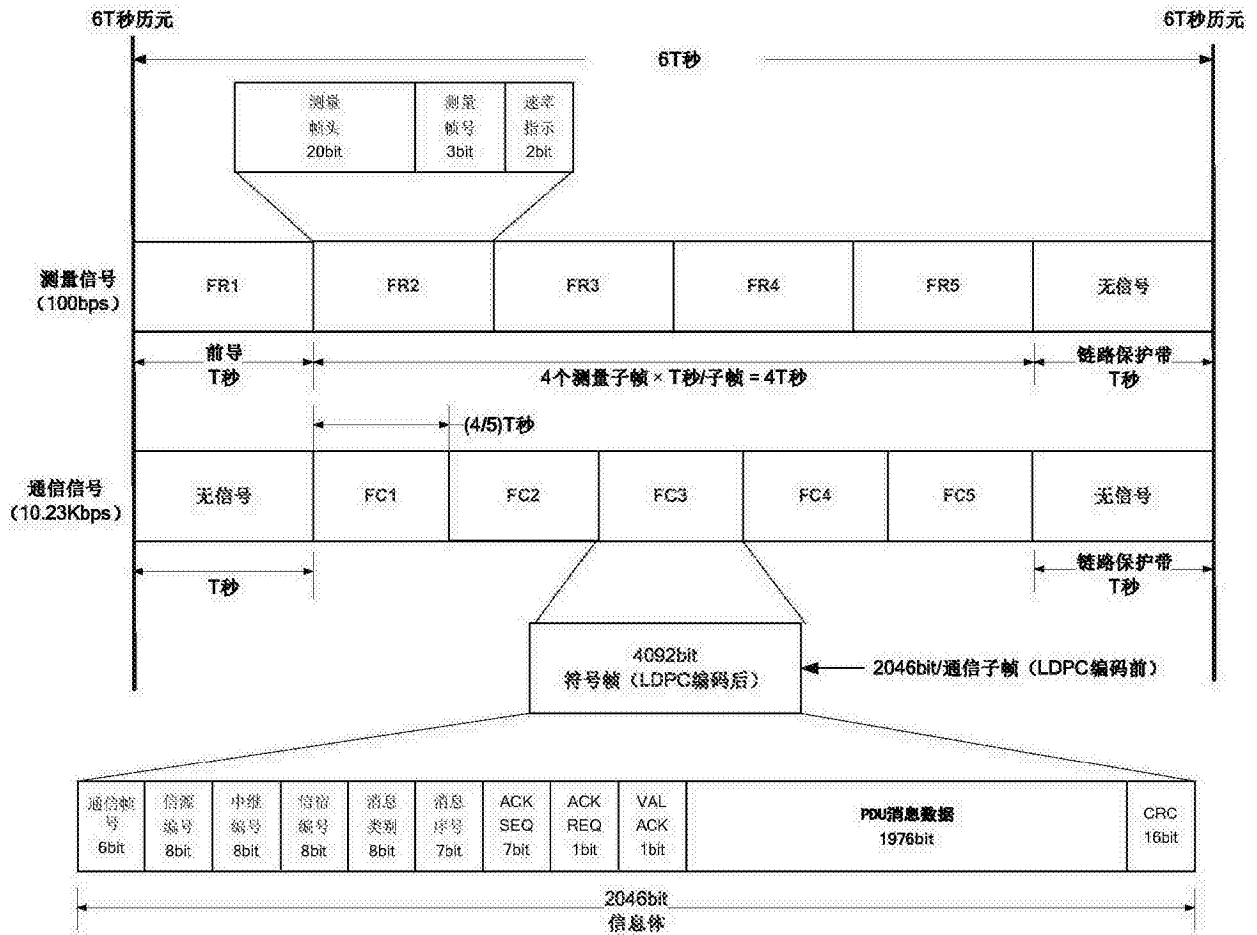 6T秒历元
6T秒历元
6T秒
测量
帧头
20bit
测量
帧号
3bit
速率
指示
2bit
测量信号
（100bps）
FR1
FR2
FR3
FR4
FR5
无信号
前导
T秒
4个测量子帧 × T秒/子帧 = 4T秒
链路保护带
T秒
(4/5)T秒
通信信号
（10.23Kbps）
无信号
FC1
FC2
FC3
FC4
FC5
无信号
T秒
链路保护带
T秒
4092bit
符号帧（LDPC编码后）
2046bit/通信子帧（LDPC编码前）
通信帧
号
6bit
信源
编号
8bit
中继
编号
8bit
信宿
编号
8bit
消息
类别
8bit
消息
序号
7bit
ACK
SEQ
7bit
ACK
REQ
1bit
VAL
ACK
1bit
PDU消息数据
1976bit
CRC
16bit
2046bit
信息体